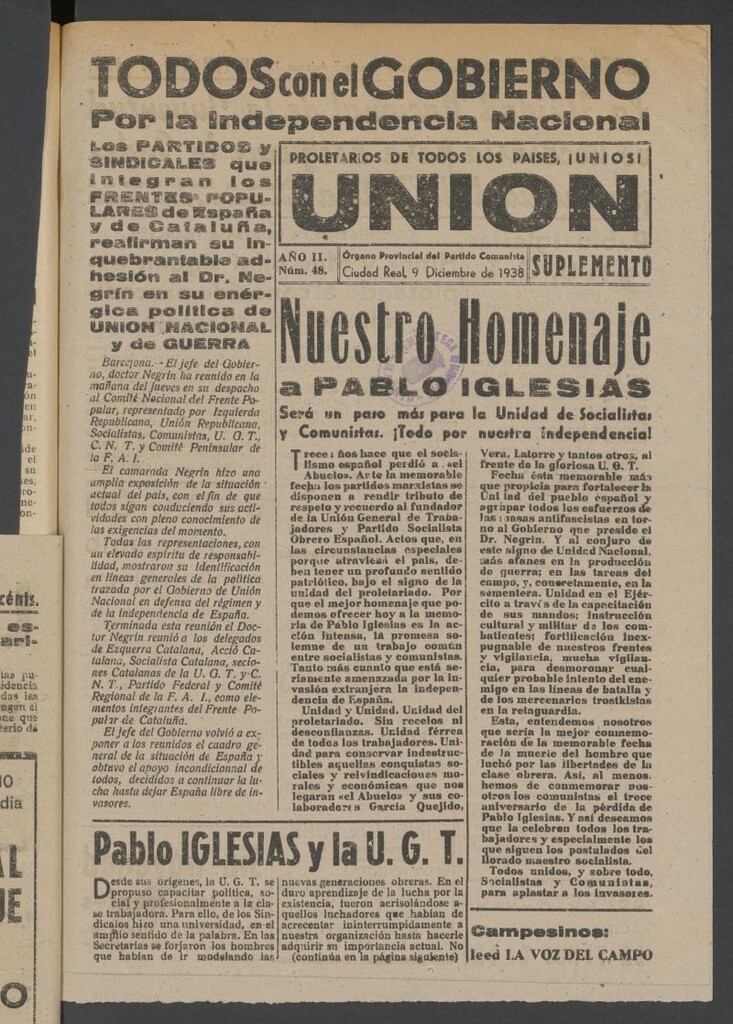 TODOS con el GOBIERNO
Por la Independencia Nacional
Los PARTIDOS y
SINDICALES que
integran los
FRENTES POPU-
LARES de España
y de Cataluña,
reafirman su in-
quebrantable ad-
hesión al Dr. Ne-
grín en su enér-
gica política de
UNION NACIONAL
y de GUERRA
Barcelona. - El jefe del Gobier-
no, doctor Negrín ha reunido en la
mañana del jueves en su despacho
al Comité Nacional del Frente Po-
pular, representado por Izquierda
Republicana, Unión Republicana,
Socialistas, Comunistas, U. G. T.,
C. N. T. y Comité Peninsular de
la F. A. I.
El camarada Negrín hizo una
amplia exposición de la situación
actual del país, con el fin de que
todos sigan conduciendo sus acti-
vidades con pleno conocimiento de
las exigencias del momento.
Todas las representaciones, con
un elevado espíritu de responsabi-
lidad, mostraron su identificación
en líneas generales de la política
trazada por el Gobierno de Unión
Nacional en defensa del régimen y
de la independencia de España.
Terminada esta reunión el Doc-
tor Negrín reunió a los delegados
de Ezquerra Catalana, Acció Ca-
talana, Socialista Catalana, secio-
nes Catalanas de la U. G. T. y C.
N. T., Partido Federal y Comité
Regional de la F. A. I., como ele-
mentos integrantes del Frente Po-
pular de Cataluña.
El jefe del Gobierno volvió a ex-
poner a los reunidos el cuadro gene-
ral de la situación de España y
obtuvo el apoyo incondicionnal de
todos, decididos a continuar la lu-
cha hasta dejar España libre de in-
vasores.
PROLETARIOS DE TODOS LOS PAISES, ¡UNIOS!
UNION
AÑO II.
Núm. 48.
Órgano Provincial del Partido Comunista
Ciudad Real, 9 Diciembre de 1938
SUPLEMENTO
Nuestro Homenaje
a PABLO IGLESIAS
Será un paso más para la Unidad de Socialistas
y Comunistas. ¡Todo por nuestra independencia!
Trece años hace que el socia-
lismo español perdió a «el
Abuelo». Ante la memorable
fecha los partidos marxistas se
disponen a rendir tributo de
respeto y recuerdo al fundador
de la Unión General de Traba-
jadores y Partido Socialista
Obrero Español. Actos que, en
las circunstancias especiales
porque atraviesa el país, de-
ben tener un profundo sentido
patriótico, bajo el signo de la
unidad del proletariado. Por
que el mejor homenaje que po-
demos ofrecer hoy a la memo-
ria de Pablo Iglesias es la ac-
ción intensa, la promesa so-
lemne de un trabajo común
entre socialistas y comunistas.
Tanto más cuanto que está se-
riamente amenazada por la in-
vasión extranjera la indepen-
dencia de España.
Unidad y Unidad. Unidad del
proletariado. Sin recelos ni
desconfianzas. Unidad férrea
de todos los trabajadores. Uni-
dad para conservar indestruc-
tibles aquellas conquistas so-
ciales y reivindicaciones mo-
rales y económicas que nos
legaran «el Abuelo» y sus co-
laboradores García Quejido,
Vera, Latorre y tantos otros, al
frente de la gloriosa U. G. T.
Fecha ésta memorable más
que propicia para fortalecer la
Unidad del pueblo español y
agrupar todos los esfuerzos de
las masas antifascistas en tor-
no al Gobierno que preside el
Dr. Negrín. Y al conjuro de
este signo de Unidad Nacional,
más afanes en la producción
de guerra; en las tareas del
campo, y, concretamente, en la
sementera. Unidad en el Ejér-
cito a través de la capacitación
de sus mandos; instrucción
cultural y militar de los com-
batientes; fortificación inex-
pugnable de nuestros frentes
y vigilancia, mucha vigilan-
cia, para desmoronar cual-
quier probable intento del ene-
migo en las líneas de batalla y
de los mercenarios trostkistas
en la retaguardia.
Esta, entendemos nosotros
que sería la mejor conmemo-
ración de la memorable fecha
de la muerte del hombre que
luchó por las libertades de la
clase obrera. Así, al menos,
hemos de conmemorar nos-
otros los comunistas el trece
aniversario de la pérdida de
Pablo Iglesias. Y así deseamos
que la celebren todos los tra-
bajadores y especialmente los
que siguen los postulados del
llorado maestro socialista.
Todos unidos, y sobre todo,
Socialistas y Comunistas,
para aplastar a los invasores.
Pablo IGLESIAS y la U. G. T.
Desde sus orígenes, la U. G. T. se
propuso capacitar política, so-
cial y profesionalmente a la cla-
se trabajadora. Para ello, de los Sin-
dicatos hizo una universidad, en el
amplio sentido de la palabra. En las
Secretarías se forjaron los hombres
que habían de ir modelando las
nuevas generaciones obreras. En el
duro aprendizaje de la lucha por la
existencia, fueron acrisolándose a-
quellos luchadores que habían de
acrecentar ininterrumpidamente a
nuestra organización hasta hacerle
adquirir su importancia actual. No
(continúa en la página siguiente)
Campesinos:
leed LA VOZ DEL CAMPO